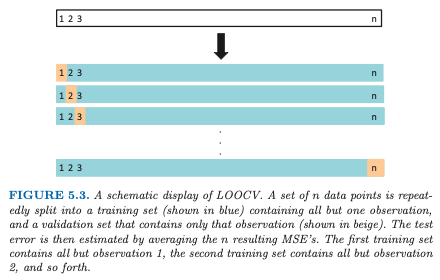 1 2 3 n
1 2 3 n
1 2 3 n
1 2 3 n
1 2 3 n
FIGURE 5.3. A schematic display of LOOCV. A set of n data points is repeat-
edly split into a training set (shown in blue) containing all but one observation,
and a validation set that contains only that observation (shown in beige). The
test error is then estimated by averaging the n resulting MSE's. The first training
set contains all but observation 1, the second training set contains all but observation
2, and so forth.